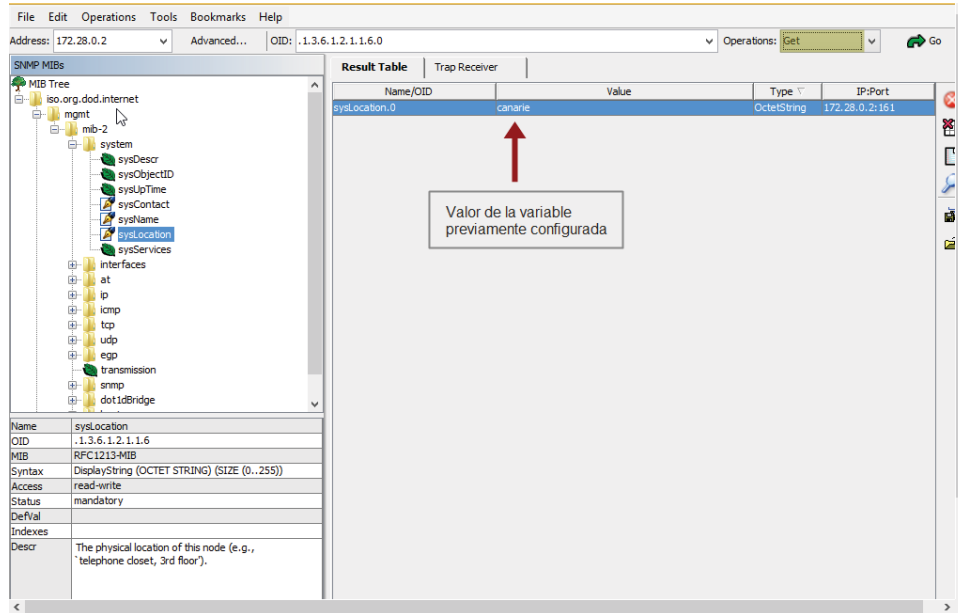 File Edit Operations Tools Bookmarks Help
Address: 172.28.0.2 Advanced... OID: .1.3.6.1.2.1.1.6.0 Operations: Get Go
SNMP MIBs
MIB Tree
iso.org.dod.internet
mgmt
mib-2
system
sysDescr
sysObjectID
sysUpTime
sysContact
sysName
sysLocation
sysServices
interfaces
at
ip
icmp
tcp
udp
egp
transmission
snmp
dot1dBridge
Result Table Trap Receiver
Name/OID Value Type IP:Port
sysLocation.0 canarie OctetString 172.28.0.2:161
Valor de la variable
previamente configurada
Name sysLocation
OID .1.3.6.1.2.1.1.6
MIB RFC1213-MIB
Syntax DisplayString (OCTET STRING) (SIZE (0..255))
Access read-write
Status mandatory
DefVal
Indexes
Descr The physical location of this node (e.g.,
`telephone closet, 3rd floor').